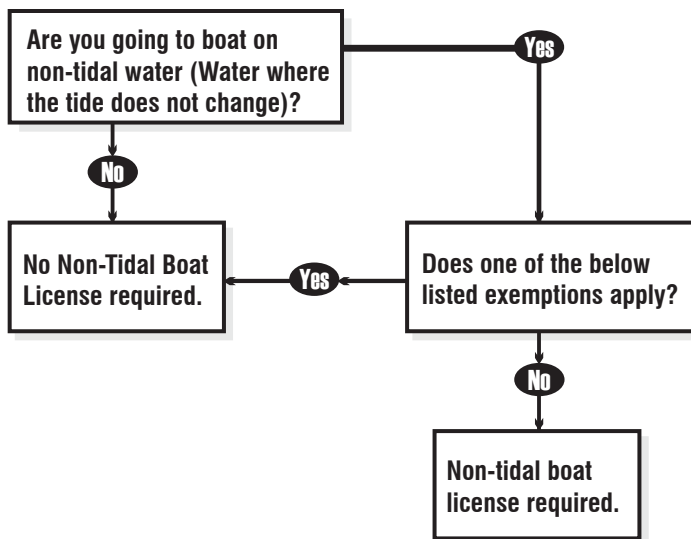 Are you going to boat on
non-tidal water (Water where
the tide does not change)?
Yes
No
No Non-Tidal Boat
License required.
Yes
Does one of the below
listed exemptions apply?
No
Non-tidal boat
license required.